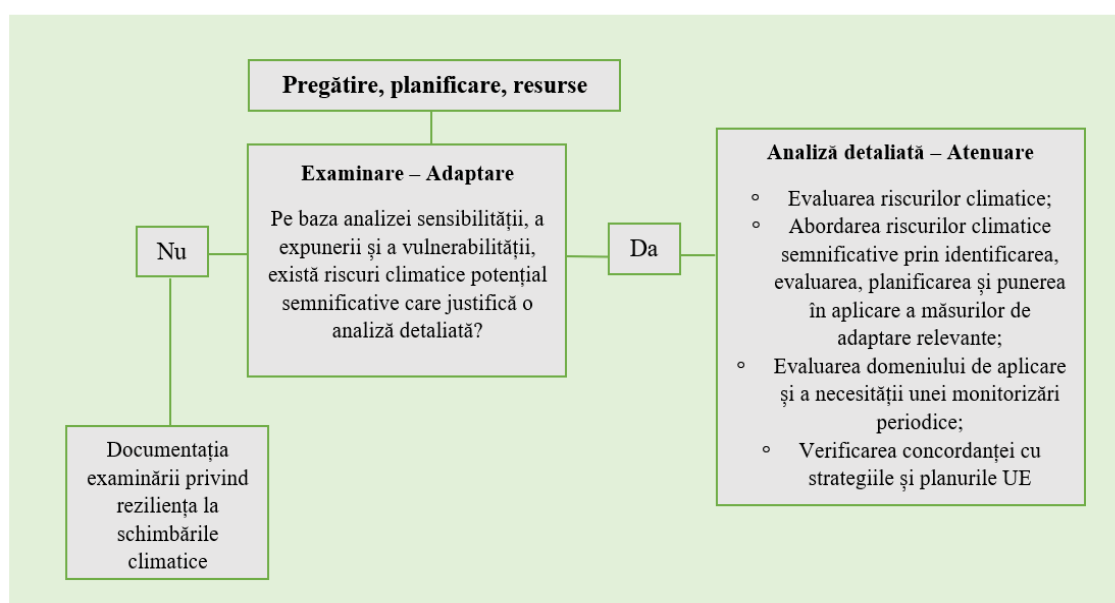 Pregătire, planificare, resurse
Examinare – Adaptare
Pe baza analizei sensibilității, a
expunerii și a vulnerabilității,
există riscuri climatice potențial
semnificative care justifică o
analiză detaliată?
Nu
Da
Documentația
examinării privind
reziliența la
schimbările
climatice
Analiză detaliată – Atenuare
° Evaluarea riscurilor climatice;
° Abordarea riscurilor climatice
semnificative prin identificarea,
evaluarea, planificarea și punerea
în aplicare a măsurilor de
adaptare relevante;
° Evaluarea domeniului de aplicare
și a necesității unei monitorizări
periodice;
° Verificarea concordanței cu
strategiile și planurile UE